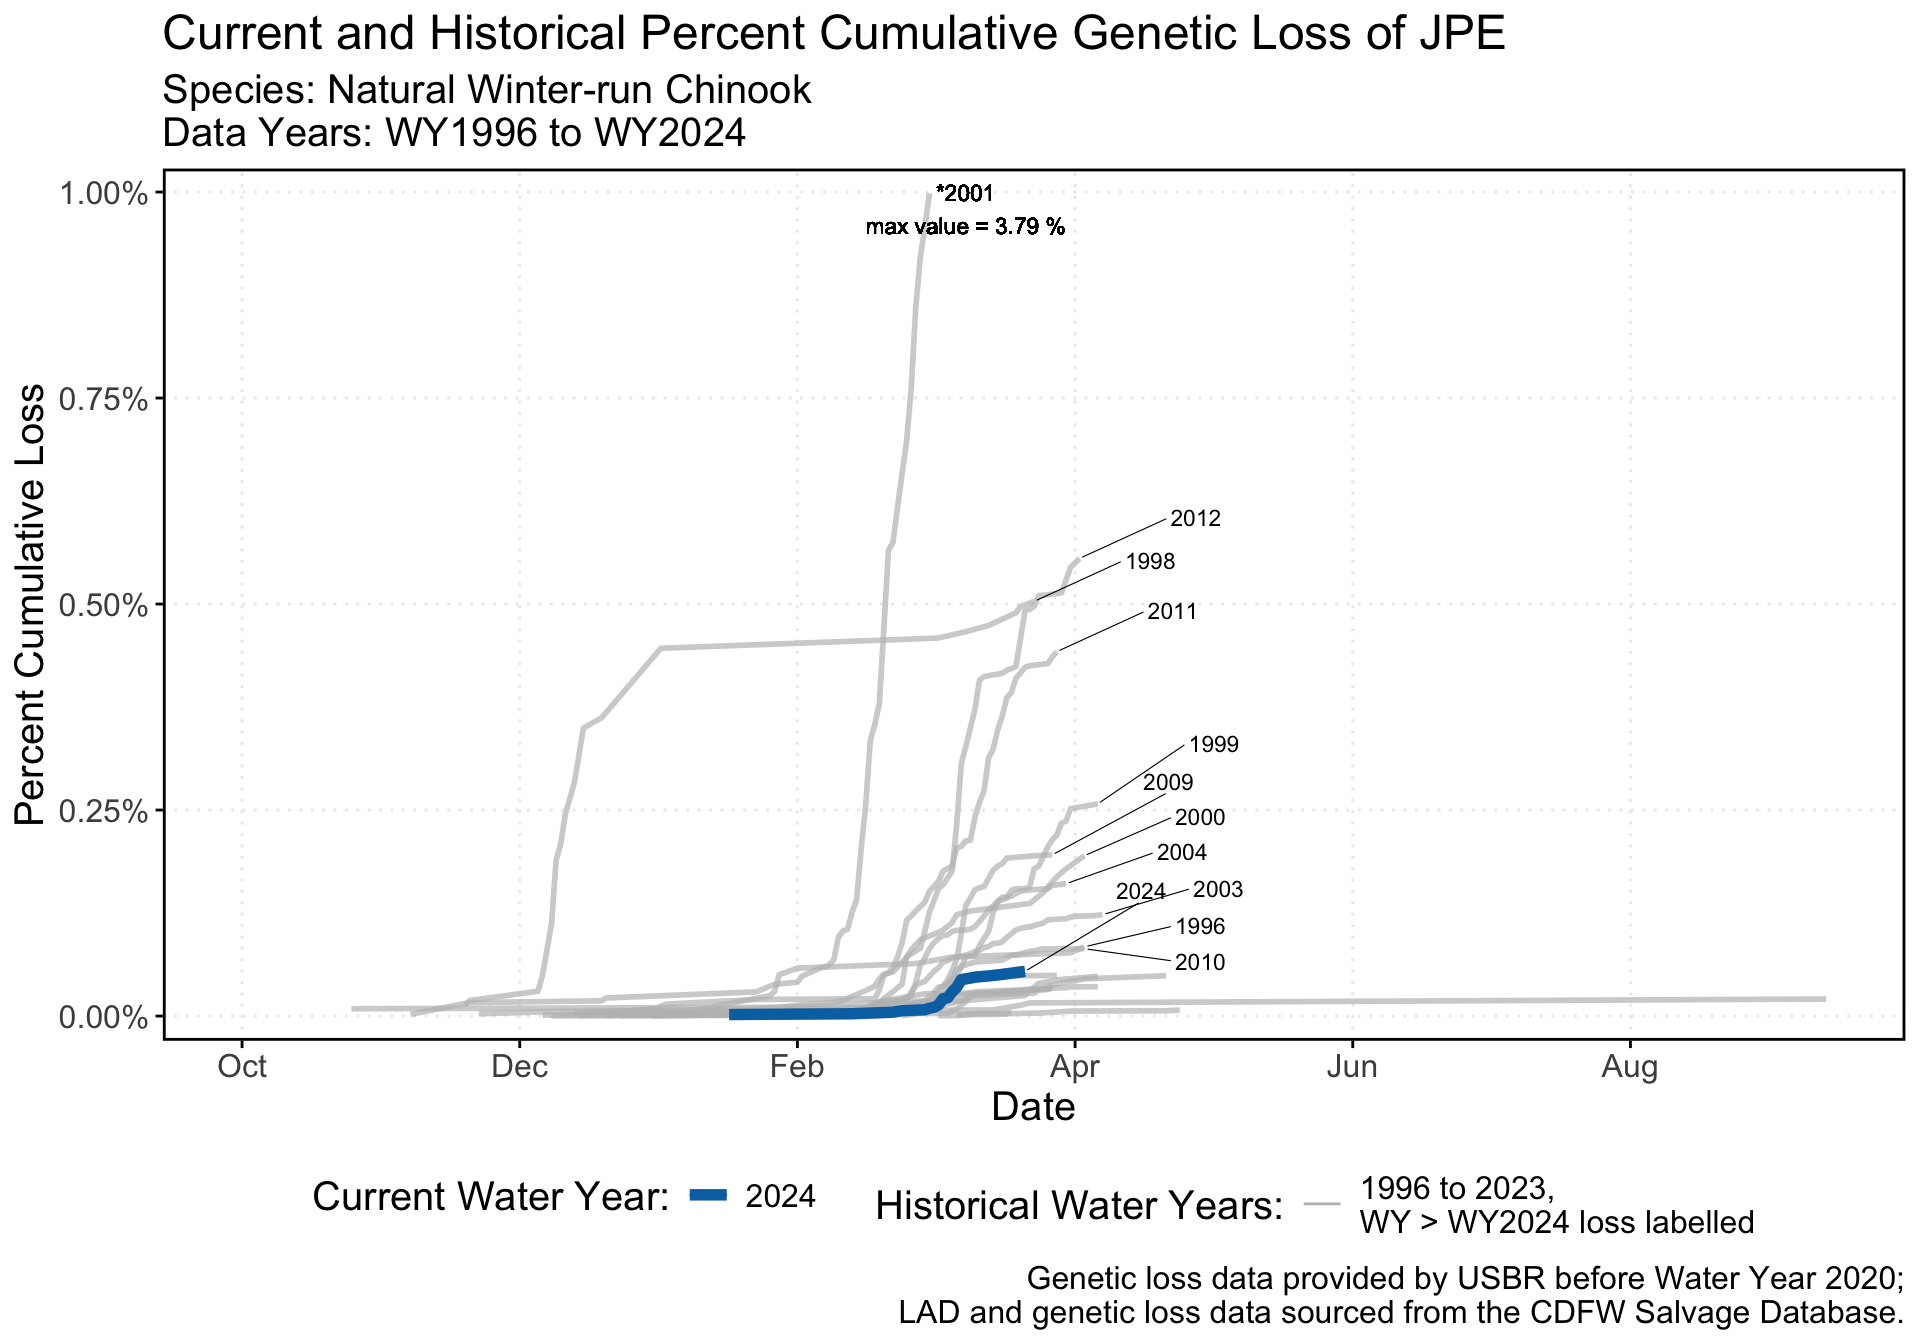 Current and Historical Percent Cumulative Genetic Loss of JPE
Species: Natural Winter-run Chinook
Data Years: WY1996 to WY2024
Percent Cumulative Loss
1.00%
0.75%
0.50%
0.25%
0.00%
*2001
max value = 3.79 %
2012
1998
2011
1999
2009
2000
2004
2024
2003
1996
2010
Oct
Dec
Feb
Apr
Jun
Aug
Date
Current Water Year:
2024
Historical Water Years:
1996 to 2023,
WY > WY2024 loss labelled
Genetic loss data provided by USBR before Water Year 2020;
LAD and genetic loss data sourced from the CDFW Salvage Database.